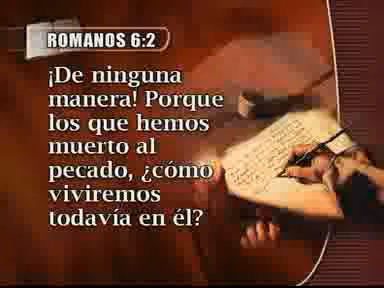 ROMANOS 6:2
¡De ninguna
manera! Porque
los que hemos
muerto al
pecado, ¿cómo
viviremos
todavía en él?